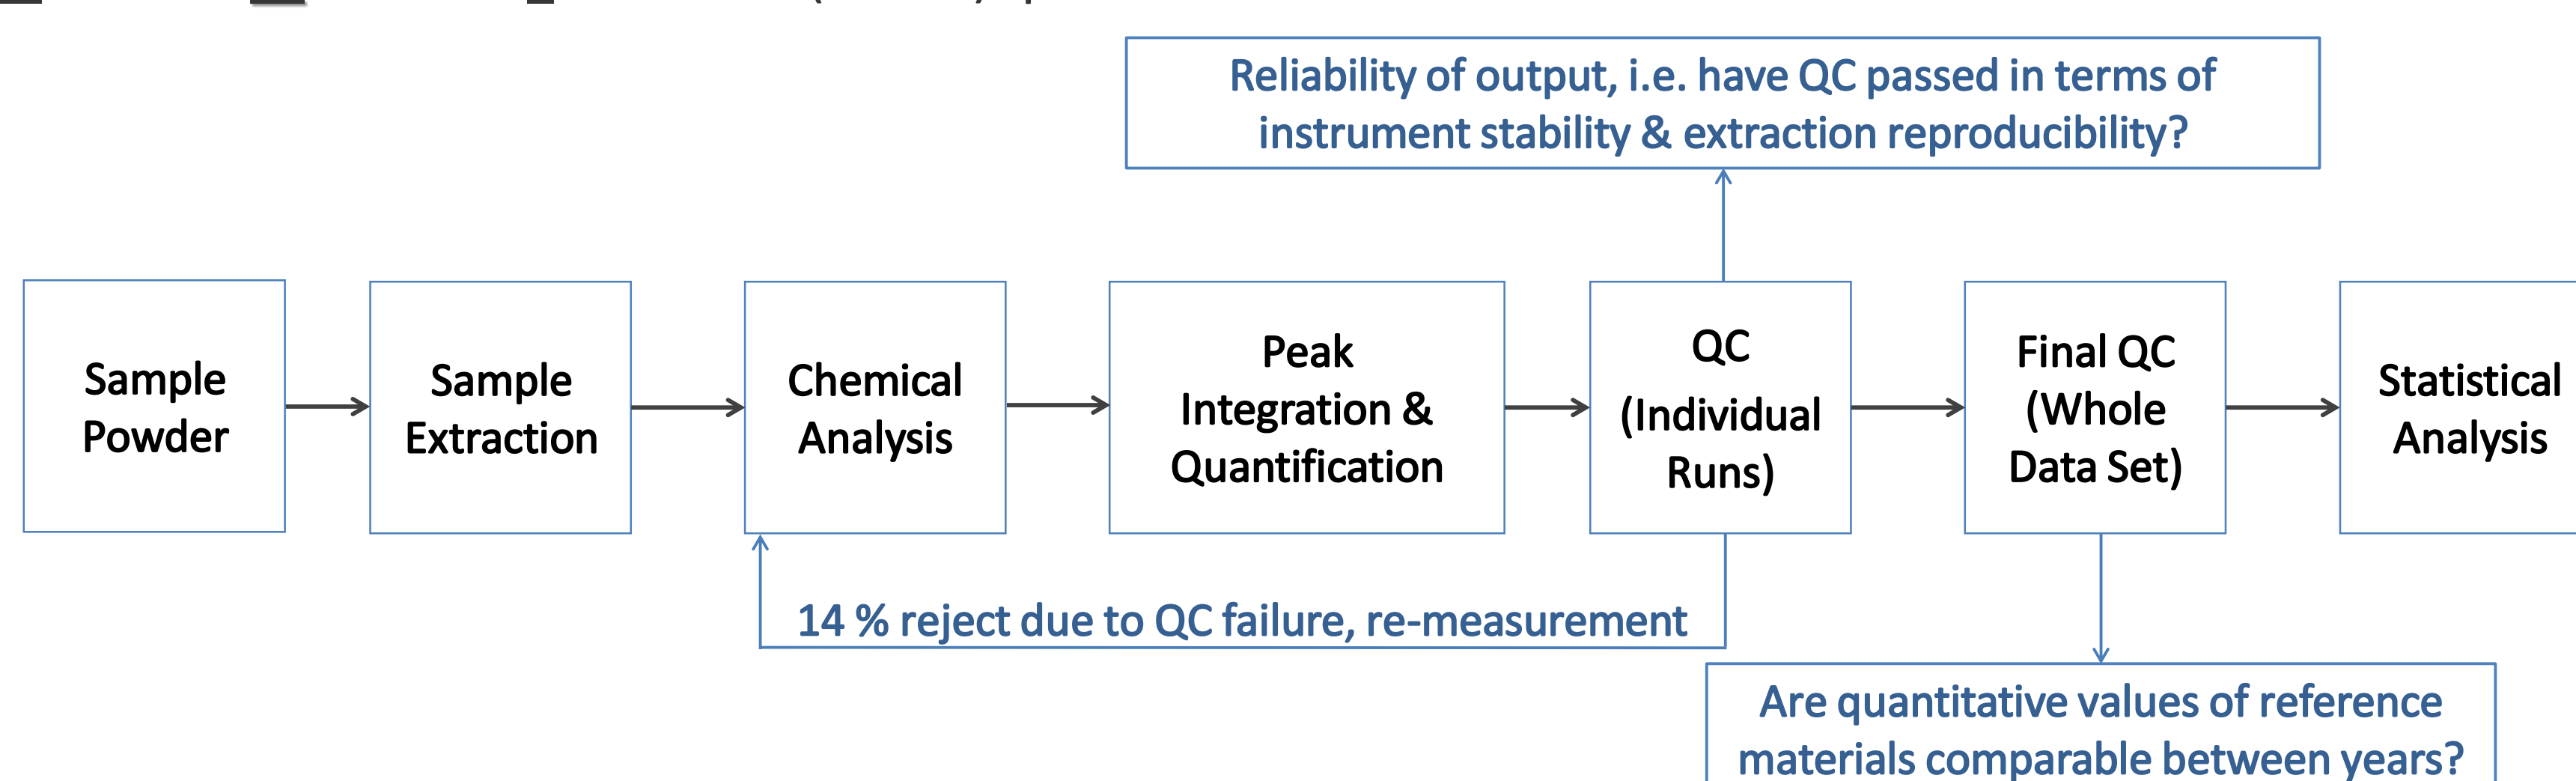 Reliability of output, i.e. have QC passed in terms of
instrument stability & extraction reproducibility?
Sample
Powder
Sample
Extraction
Chemical
Analysis
Peak
Integration &
Quantification
QC
(Individual
Runs)
Final QC
(Whole
Data Set)
Statistical
Analysis
14 % reject due to QC failure, re-measurement
Are quantitative values of reference
materials comparable between years?